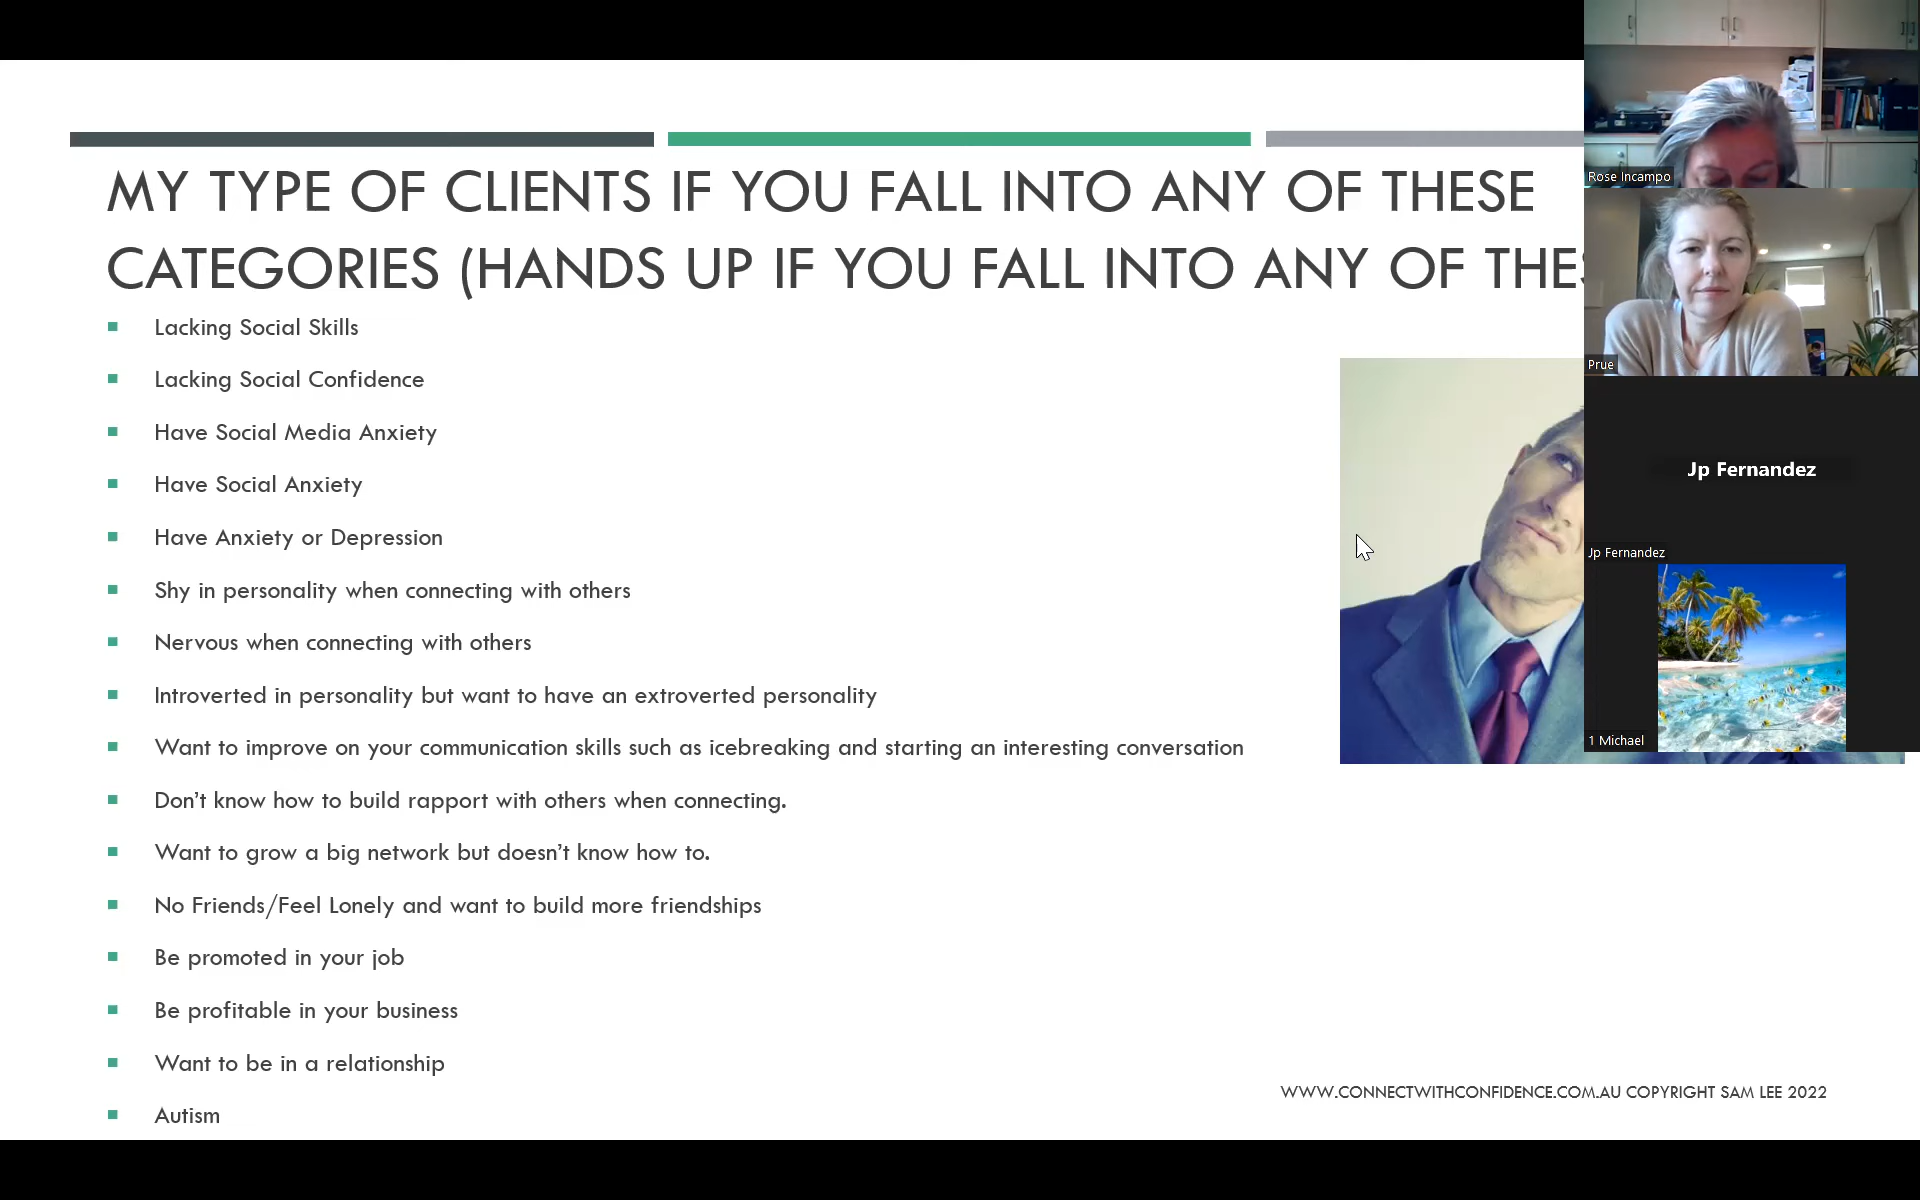 MY TYPE OF CLIENTS IF YOU FALL INTO ANY OF THESE
CATEGORIES (HANDS UP IF YOU FALL INTO ANY OF THES
Lacking Social Skills
Lacking Social Confidence
Have Social Media Anxiety
Have Social Anxiety
Have Anxiety or Depression
Shy in personality when connecting with others
Nervous when connecting with others
Introverted in personality but want to have an extroverted personality
Want to improve on your communication skills such as icebreaking and starting an interesting conversation
Don’t know how to build rapport with others when connecting.
Want to grow a big network but doesn’t know how to.
No Friends/Feel Lonely and want to build more friendships
Be promoted in your job
Be profitable in your business
Want to be in a relationship
Autism
WWW.CONNECTWITHCONFIDENCE.COM.AU COPYRIGHT SAM LEE 2022
Rose Incampo
Prue
Jp Fernandez
Jp Fernandez
1 Michael